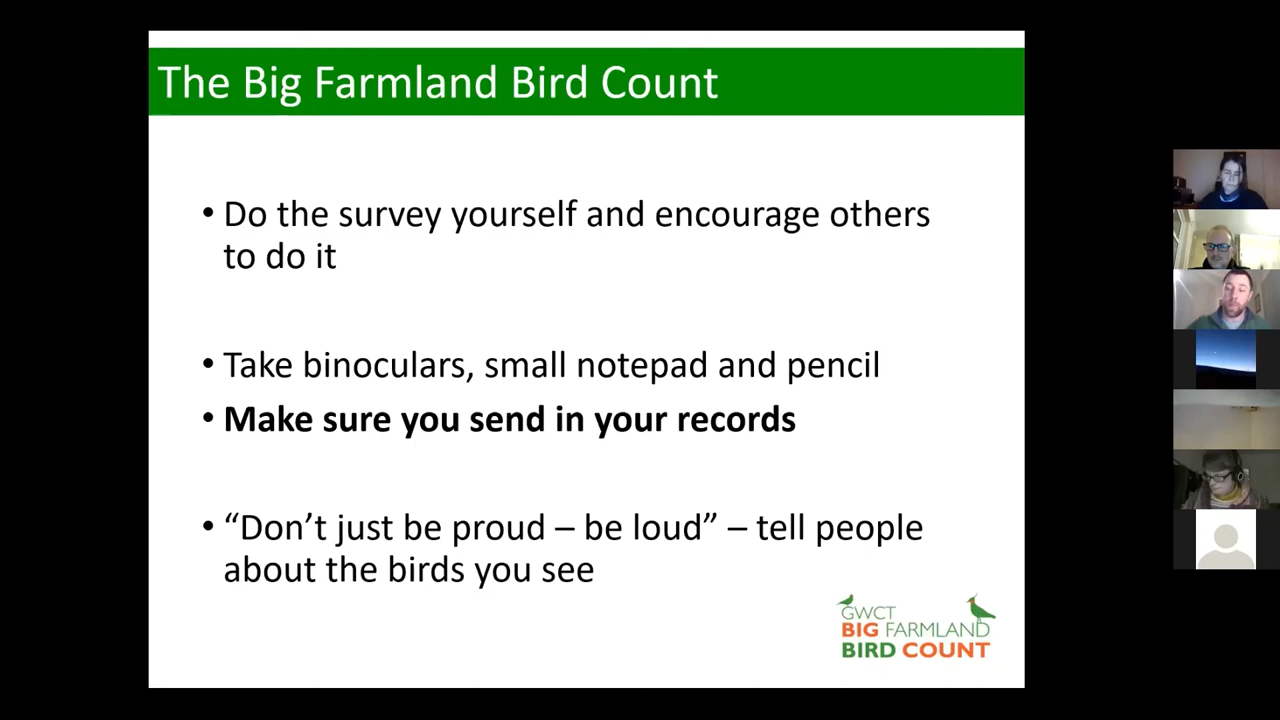 The Big Farmland Bird Count
• Do the survey yourself and encourage others
to do it
• Take binoculars, small notepad and pencil
• Make sure you send in your records
• “Don’t just be proud – be loud” – tell people
about the birds you see
GWCT
BIG FARMLAND
BIRD COUNT